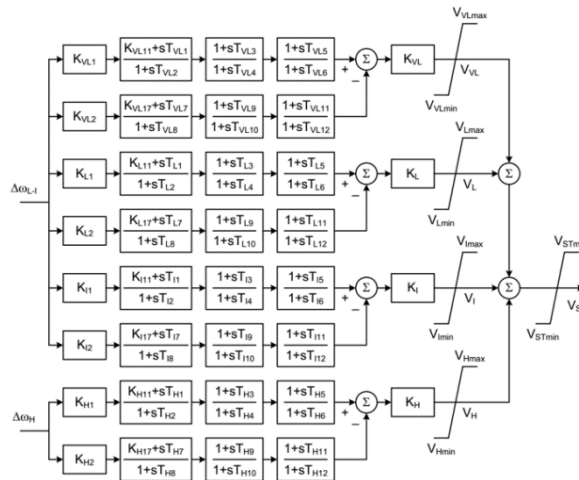 V_VLmax
K_VL1 K_VL11+sT_VL1 1+sT_VL3 1+sT_VL5 Σ K_VL
1+sT_VL2 1+sT_VL4 1+sT_VL6 + − V_VL
V_VLmin
K_VL2 K_VL17+sT_VL7 1+sT_VL9 1+sT_VL11
1+sT_VL8 1+sT_VL10 1+sT_VL12
V_Lmax
K_L1 K_L11+sT_L1 1+sT_L3 1+sT_L5 Σ K_L Σ
1+sT_L2 1+sT_L4 1+sT_L6 + − V_L
Δω_L-I
V_Lmin
K_L2 K_L17+sT_L7 1+sT_L9 1+sT_L11
1+sT_L8 1+sT_L10 1+sT_L12
V_Imax
K_I1 K_I11+sT_I1 1+sT_I3 1+sT_I5 Σ K_I Σ
1+sT_I2 1+sT_I4 1+sT_I6 + − V_I
V_Imin V_STmin
K_I2 K_I17+sT_I7 1+sT_I9 1+sT_I11
1+sT_I8 1+sT_I10 1+sT_I12
V_Hmax
K_H1 K_H11+sT_H1 1+sT_H3 1+sT_H5 Σ K_H
1+sT_H2 1+sT_H4 1+sT_H6 + − V_H
Δω_H
V_Hmin
K_H2 K_H17+sT_H7 1+sT_H9 1+sT_H11
1+sT_H8 1+sT_H10 1+sT_H12